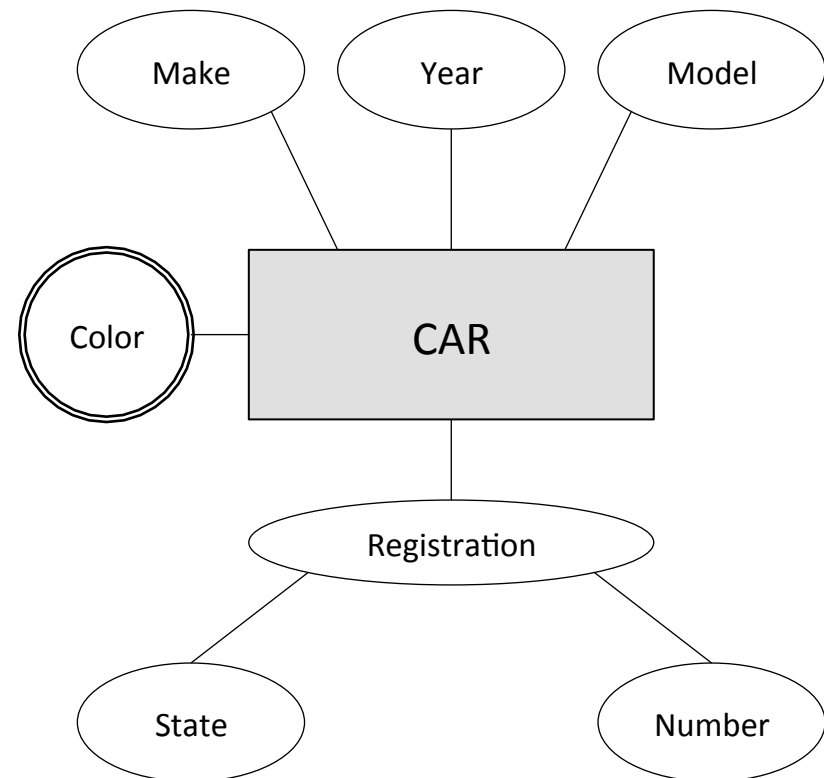 Make
Year
Model
Color
CAR
Registration
State
Number